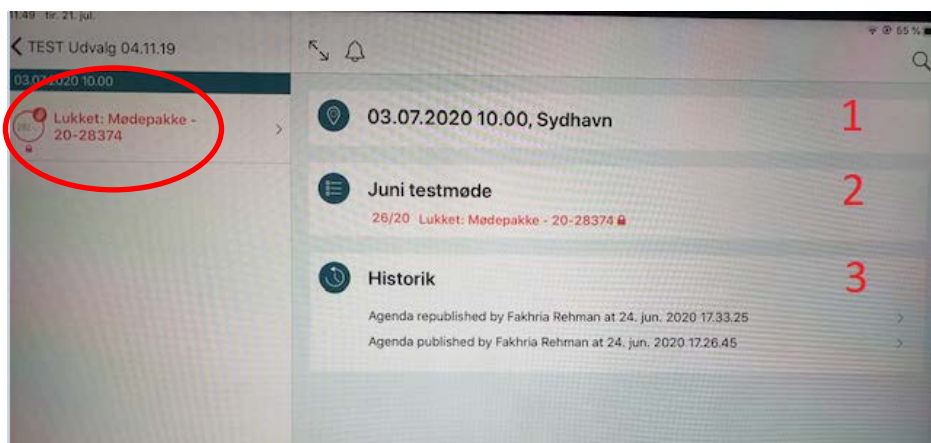 11.49 tir. 21. jul.
65 %
TEST Udvalg 04.11.19
03.07.2020 10.00
Lukket: Mødepakke -
20-28374
03.07.2020 10.00, Sydhavn
1
Juni testmøde
2
26/20 Lukket: Mødepakke - 20-28374
Historik
3
Agenda republished by Fakhria Rehman at 24. jun. 2020 17.33.25
Agenda published by Fakhria Rehman at 24. jun. 2020 17.26.45